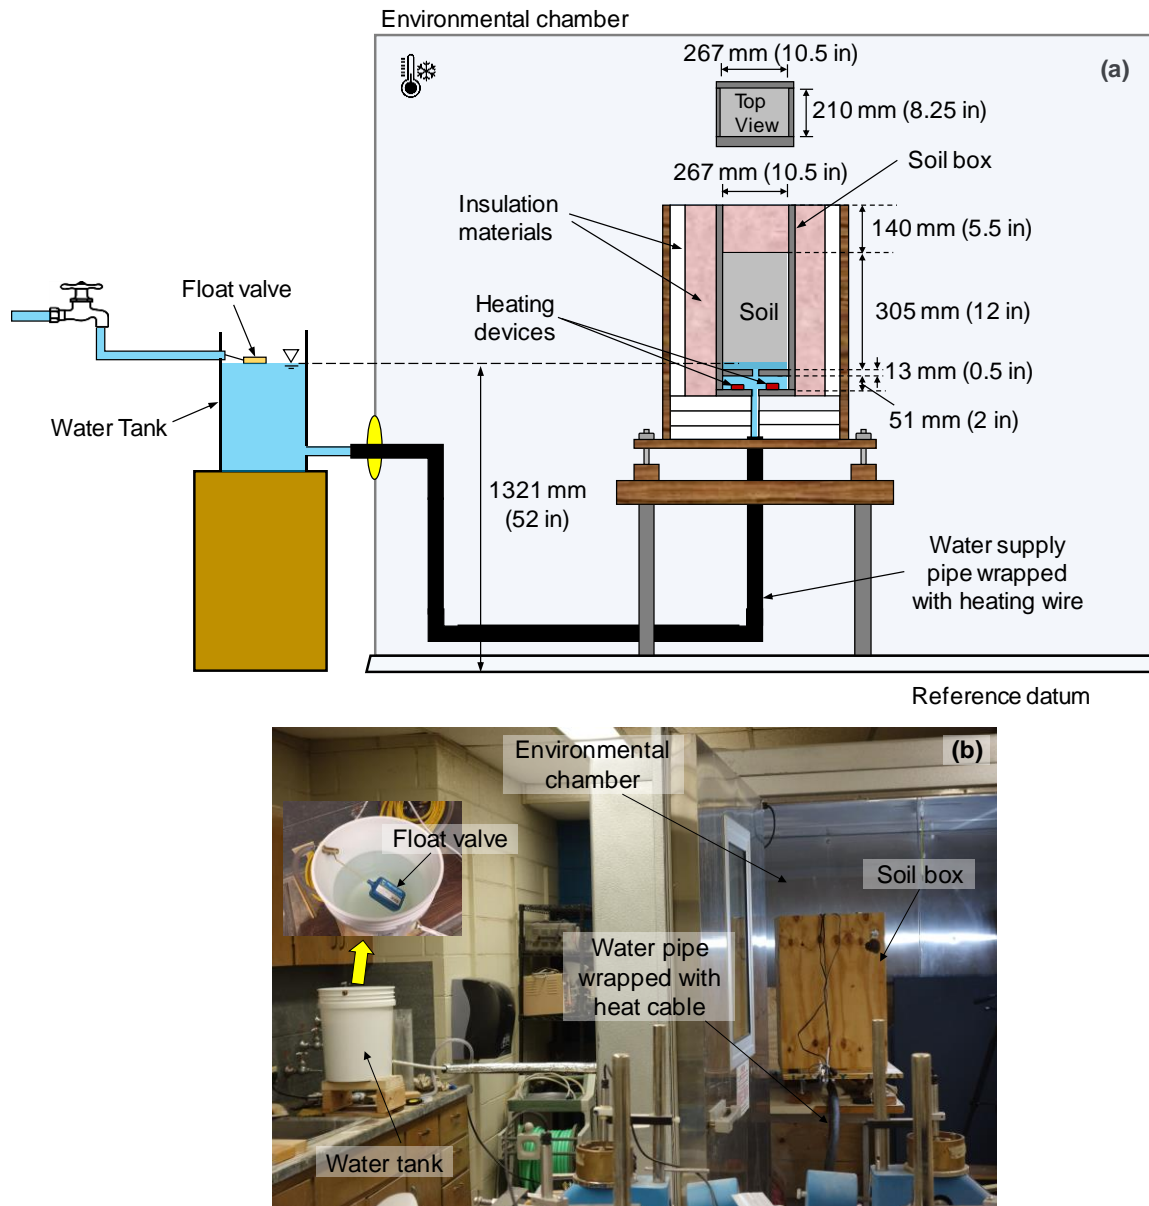 Environmental chamber
(a)
267 mm (10.5 in)
Top
View
210 mm (8.25 in)
267 mm (10.5 in)
Soil box
Insulation
materials
140 mm (5.5 in)
Float valve
Heating
devices
Soil
305 mm (12 in)
13 mm (0.5 in)
51 mm (2 in)
Water Tank
1321 mm
(52 in)
Water supply
pipe wrapped
with heating wire
Reference datum
(b)
Environmental
chamber
Float valve
Soil box
Water pipe
wrapped with
heat cable
Water tank